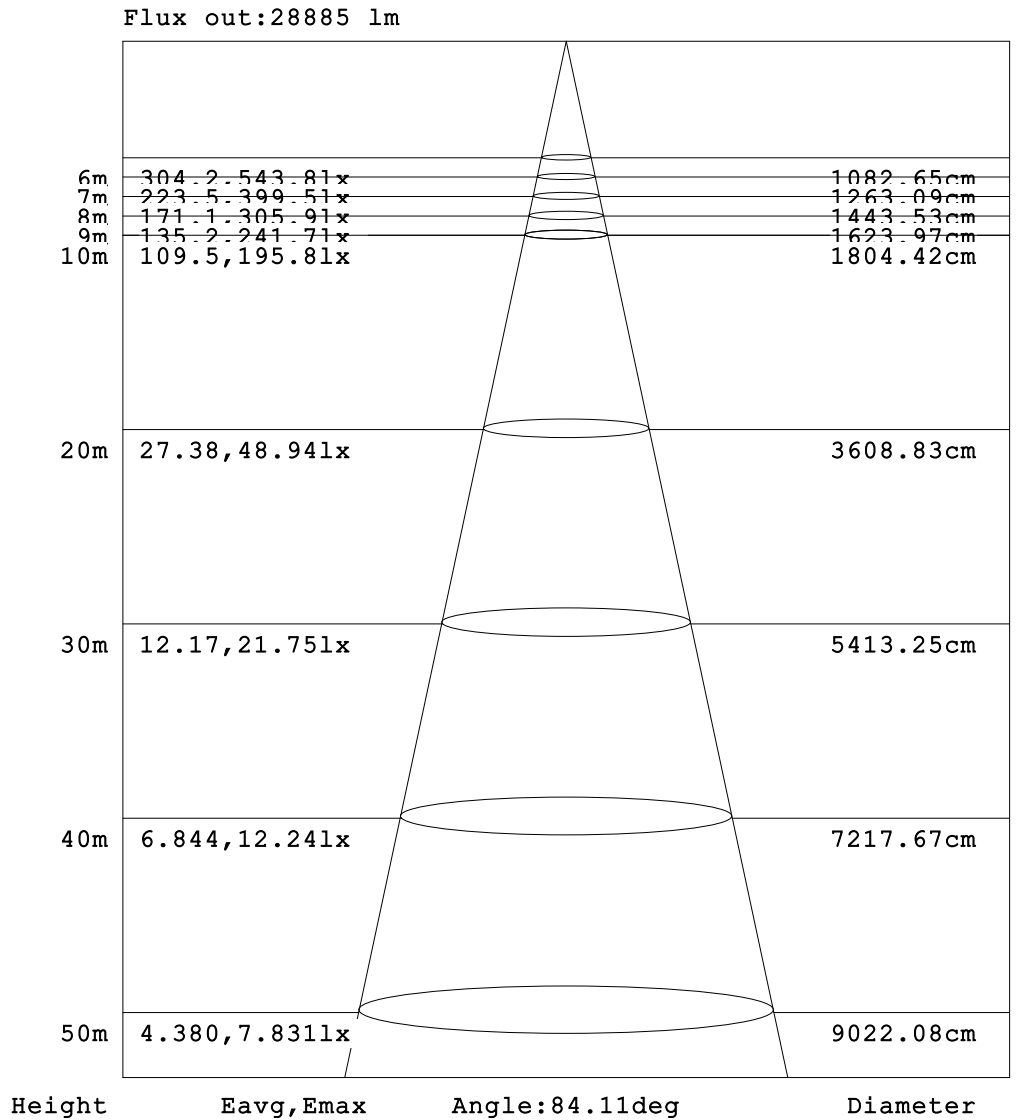 Flux out:28885 lm
6m 304.2,543.8lx 1082.65cm
7m 223.5,399.5lx 1263.09cm
8m 171.1,305.9lx 1443.53cm
9m 135.2,241.7lx 1623.97cm
10m 109.5,195.8lx 1804.42cm
20m 27.38,48.94lx 3608.83cm
30m 12.17,21.75lx 5413.25cm
40m 6.844,12.24lx 7217.67cm
50m 4.380,7.831lx 9022.08cm
Height Eavg,Emax Angle:84.11deg Diameter